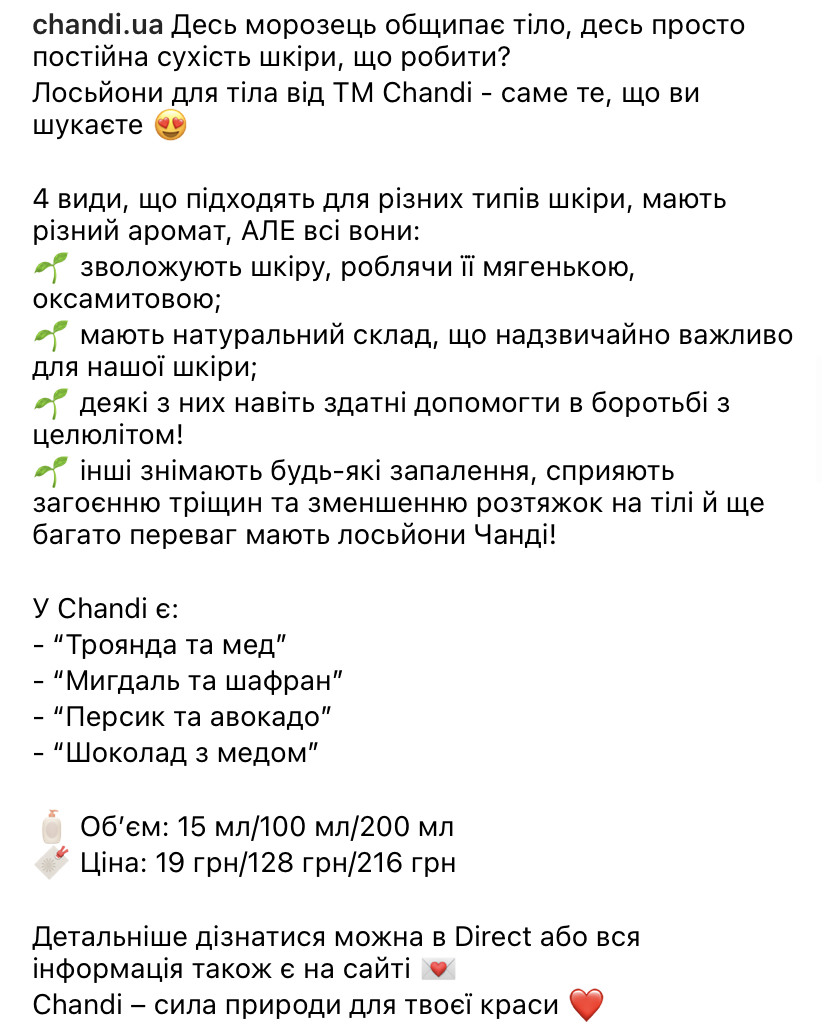 chandi.ua Десь морозець общипає тіло, десь просто
постійна сухість шкіри, що робити?
Лосьйони для тіла від ТМ Chandi - саме те, що ви
шукаєте 😍
4 види, що підходять для різних типів шкіри, мають
різний аромат, АЛЕ всі вони:
🌱 зволожують шкіру, роблячи її мягенькою,
оксамитовою;
🌱 мають натуральний склад, що надзвичайно важливо
для нашої шкіри;
🌱 деякі з них навіть здатні допомогти в боротьбі з
целюлітом!
🌱 інші знімають будь-які запалення, сприяють
загоєнню тріщин та зменшенню розтяжок на тілі й ще
багато переваг мають лосьйони Чанді!
У Chandi є:
- “Троянда та мед”
- “Мигдаль та шафран”
- “Персик та авокадо”
- “Шоколад з медом”
🧴 Обʼєм: 15 мл/100 мл/200 мл
🏷 Ціна: 19 грн/128 грн/216 грн
Детальніше дізнатися можна в Direct або вся
інформація також є на сайті 💌
Chandi – сила природи для твоєї краси ❤️